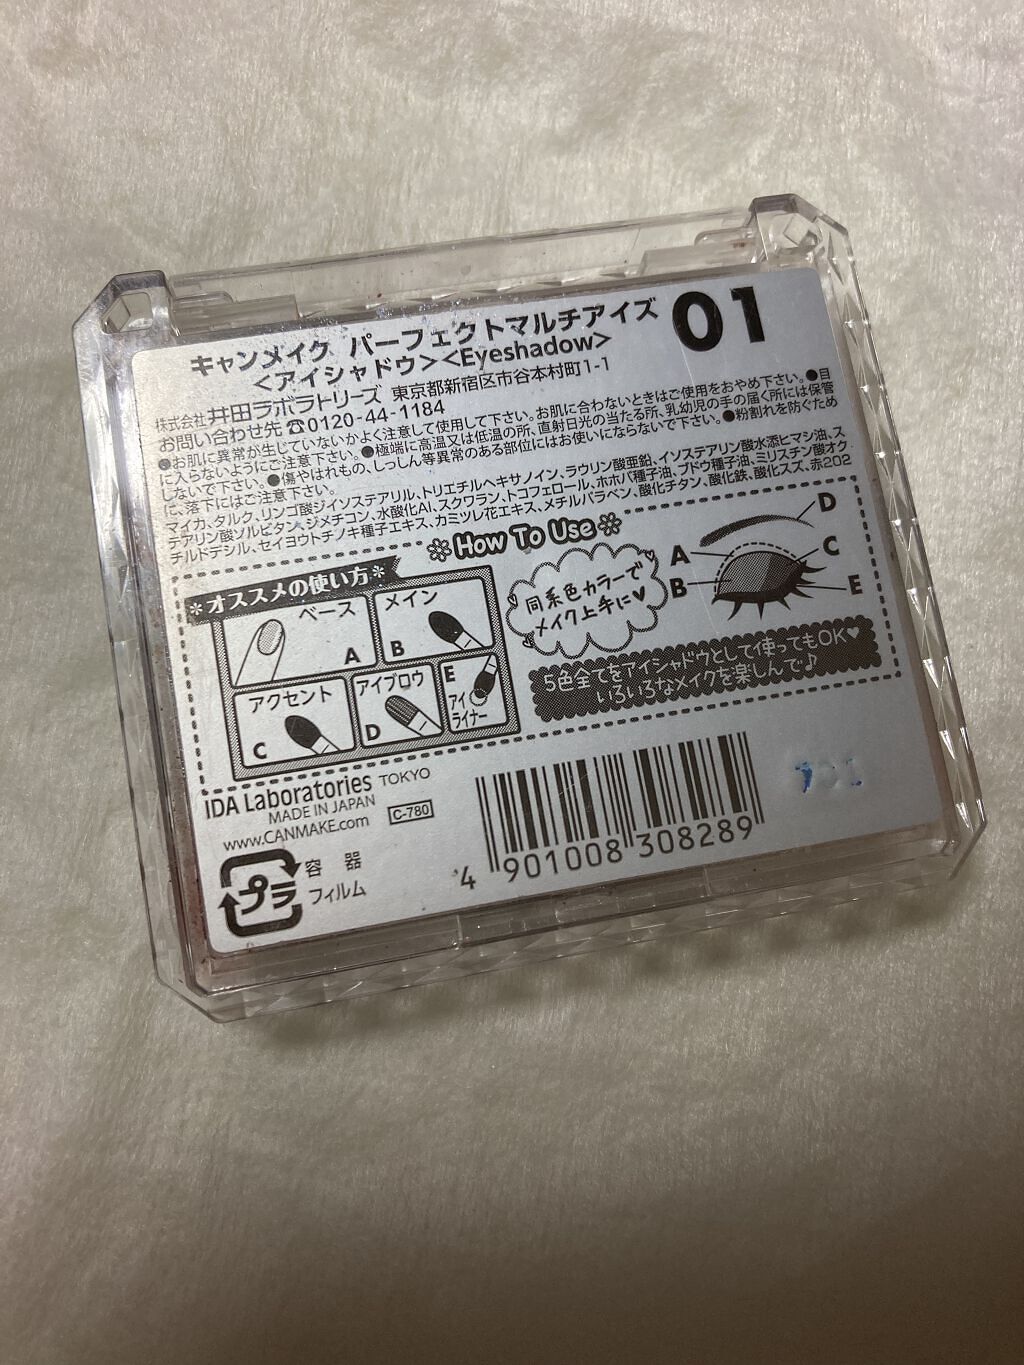 キャンメイク パーフェクトマルチアイズ
01
<アイシャドウ><Eyeshadow>
株式会社井田ラボラトリーズ 東京都新宿区市谷本村町1-1
お問い合わせ先☎0120-44-1184
●お肌に異常が生じていないかよく注意して使用して下さい。お肌に合わないときはご使用をおやめ下さい。●目
に入らないようにご注意下さい。●極端に高温又は低温の所、直射日光の当たる所、乳幼児の手の届く所には保管
しないで下さい。●傷やはれもの、しっしん等異常のある部位にはお使いにならないで下さい。●粉割れを防ぐため
に、落下にはご注意下さい。
マイカ、タルク、リンゴ酸ジイソステアリル、トリエチルヘキサノイン、ラウリン酸亜鉛、イソステアリン酸水添ヒマシ油、ス
テアリン酸ソルビタン、ジメチコン、水酸化Al、スクワラン、トコフェロール、ホホバ種子油、ブドウ種子油、ミリスチン酸オク
チルドデシル、セイヨウトチノキ種子エキス、カミツレ花エキス、メチルパラベン、酸化チタン、酸化鉄、酸化スズ、赤202
How To Use
*オススメの使い方*
ベース
A
メイン
B
アクセント
C
アイブロウ
D
E
アイ
ライナー
同系色カラーで
メイク上手に♥
A
B
D
C
E
5色全てをアイシャドウとして使ってもOK♥
いろいろなメイクを楽しんで♪
IDA Laboratories TOKYO
MADE IN JAPAN
www.CANMAKE.com
C-780
プラ
容 器
フィルム
4 901008 308289